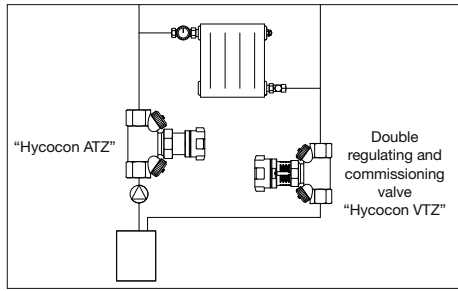 “Hycocon ATZ”
Double
regulating and
commissioning
valve
“Hycocon VTZ”